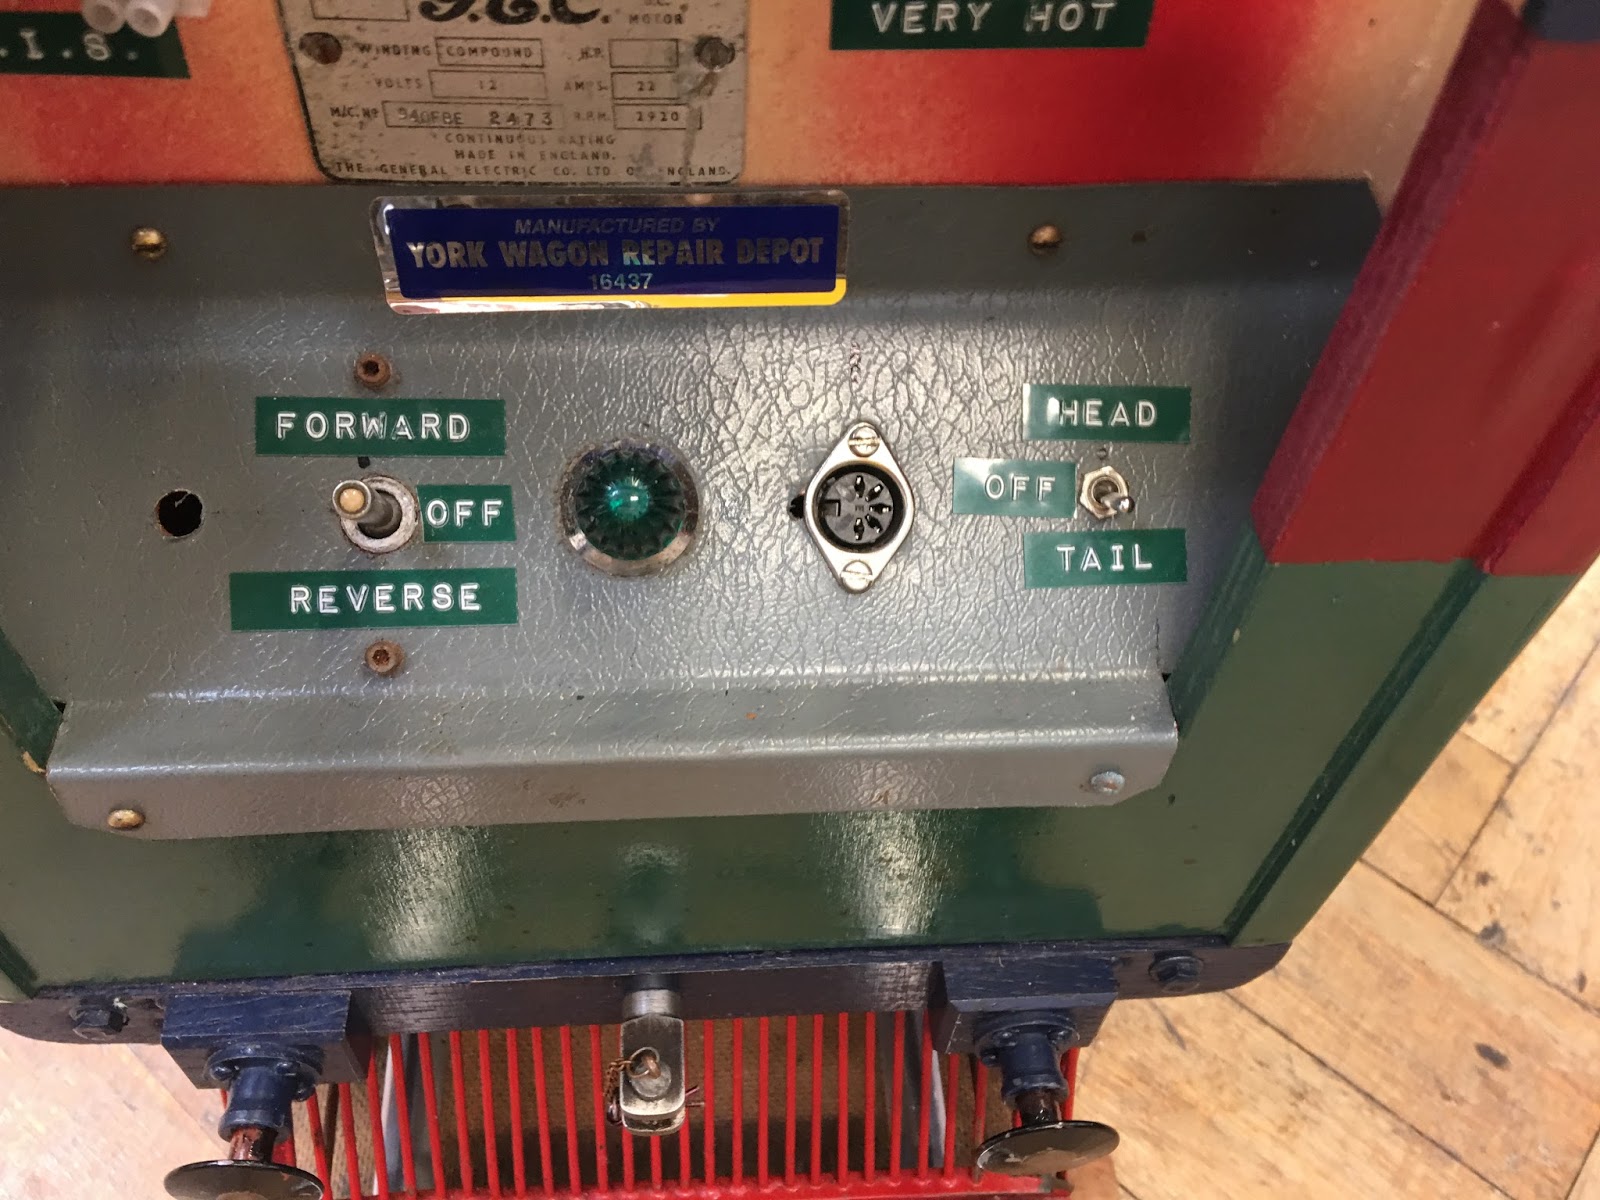 .I.S.
G.E.C.
D.C.
MOTOR
VERY HOT
WINDING COMPOUND H.P.
VOLTS 12 AMPS. 22
M/C. No 2473 R.P.M. 1920
CONTINUOUS RATING
MADE IN ENGLAND.
THE GENERAL ELECTRIC CO. LTD OF ENGLAND.
MANUFACTURED BY
YORK WAGON REPAIR DEPOT
16437
FORWARD
OFF
REVERSE
HEAD
OFF
TAIL